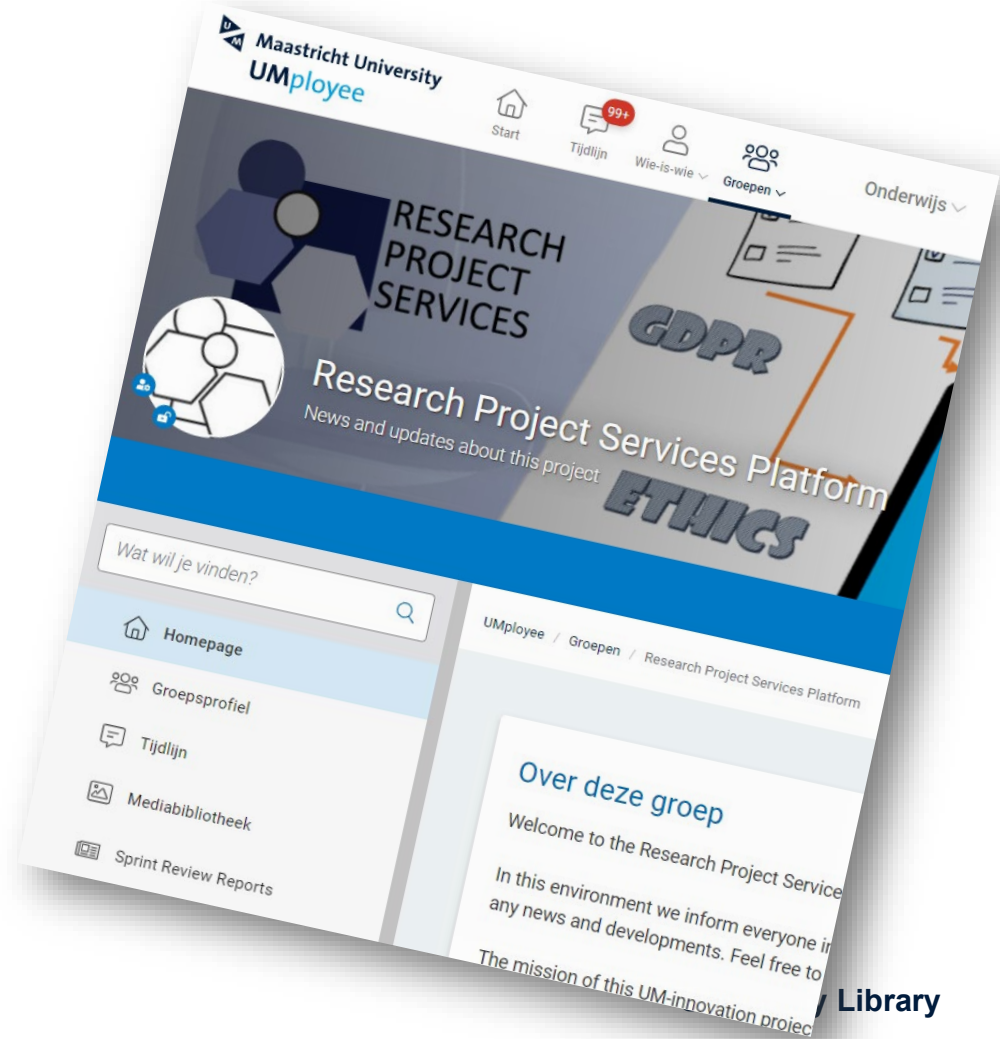 Maastricht University
UMployee
Start
99+
Tijdlijn
Wie-is-wie
Groepen
Onderwijs
RESEARCH
PROJECT
SERVICES
GDPR
ETHICS
Research Project Services Platform
News and updates about this project
Wat wil je vinden?
Homepage
Groepsprofiel
Tijdlijn
Mediabibliotheek
Sprint Review Reports
UMployee / Groepen / Research Project Services Platform
Over deze groep
Welcome to the Research Project Service
In this environment we inform everyone
any news and developments. Feel free to
The mission of this UM-innovation projec
Library